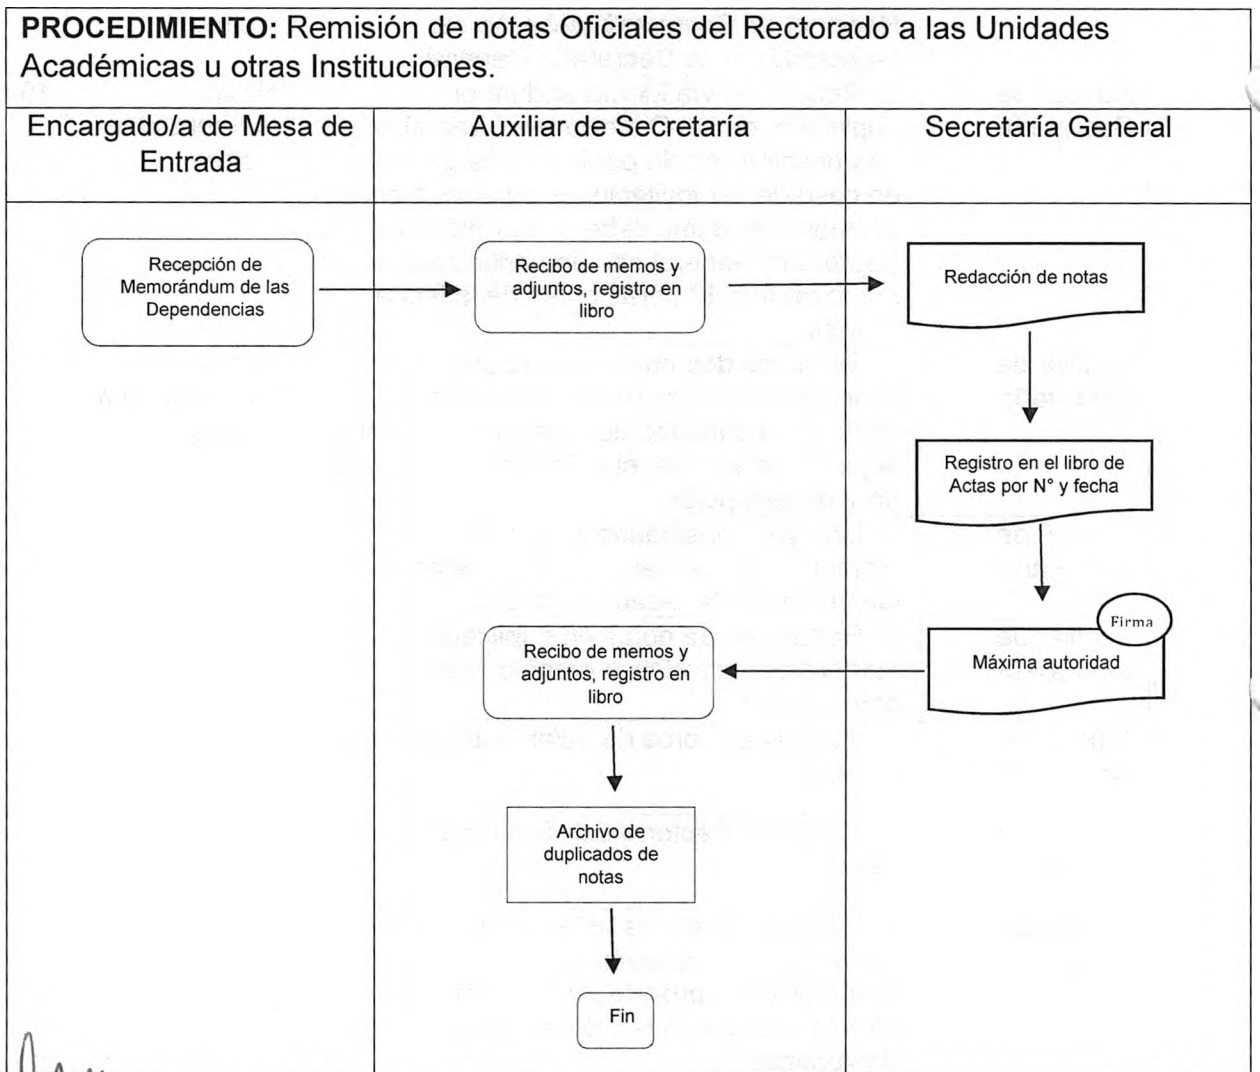 PROCEDIMIENTO: Remisión de notas Oficiales del Rectorado a las Unidades
Académicas u otras Instituciones.
Encargado/a de Mesa de
Entrada
Auxiliar de Secretaría
Secretaría General
Recepción de
Memorándum de las
Dependencias
Recibo de memos y
adjuntos, registro en
libro
Redacción de notas
Registro en el libro de
Actas por N° y fecha
Firma
Máxima autoridad
Recibo de memos y
adjuntos, registro en
libro
Archivo de
duplicados de
notas
Fin